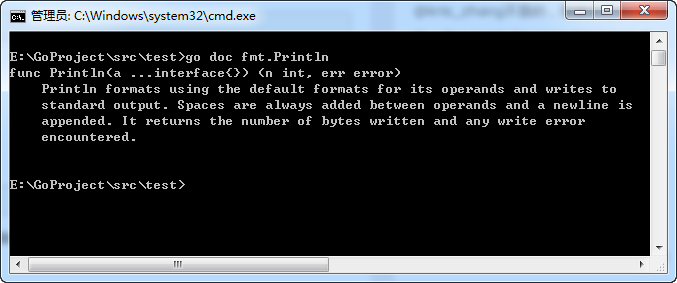 管理员: C:\Windows\system32\cmd.exe
E:\GoProject\src\test>go doc fmt.Println
func Println(a ...interface{}) (n int, err error)
Println formats using the default formats for its operands and writes to
standard output. Spaces are always added between operands and a newline is
appended. It returns the number of bytes written and any write error
encountered.
E:\GoProject\src\test>